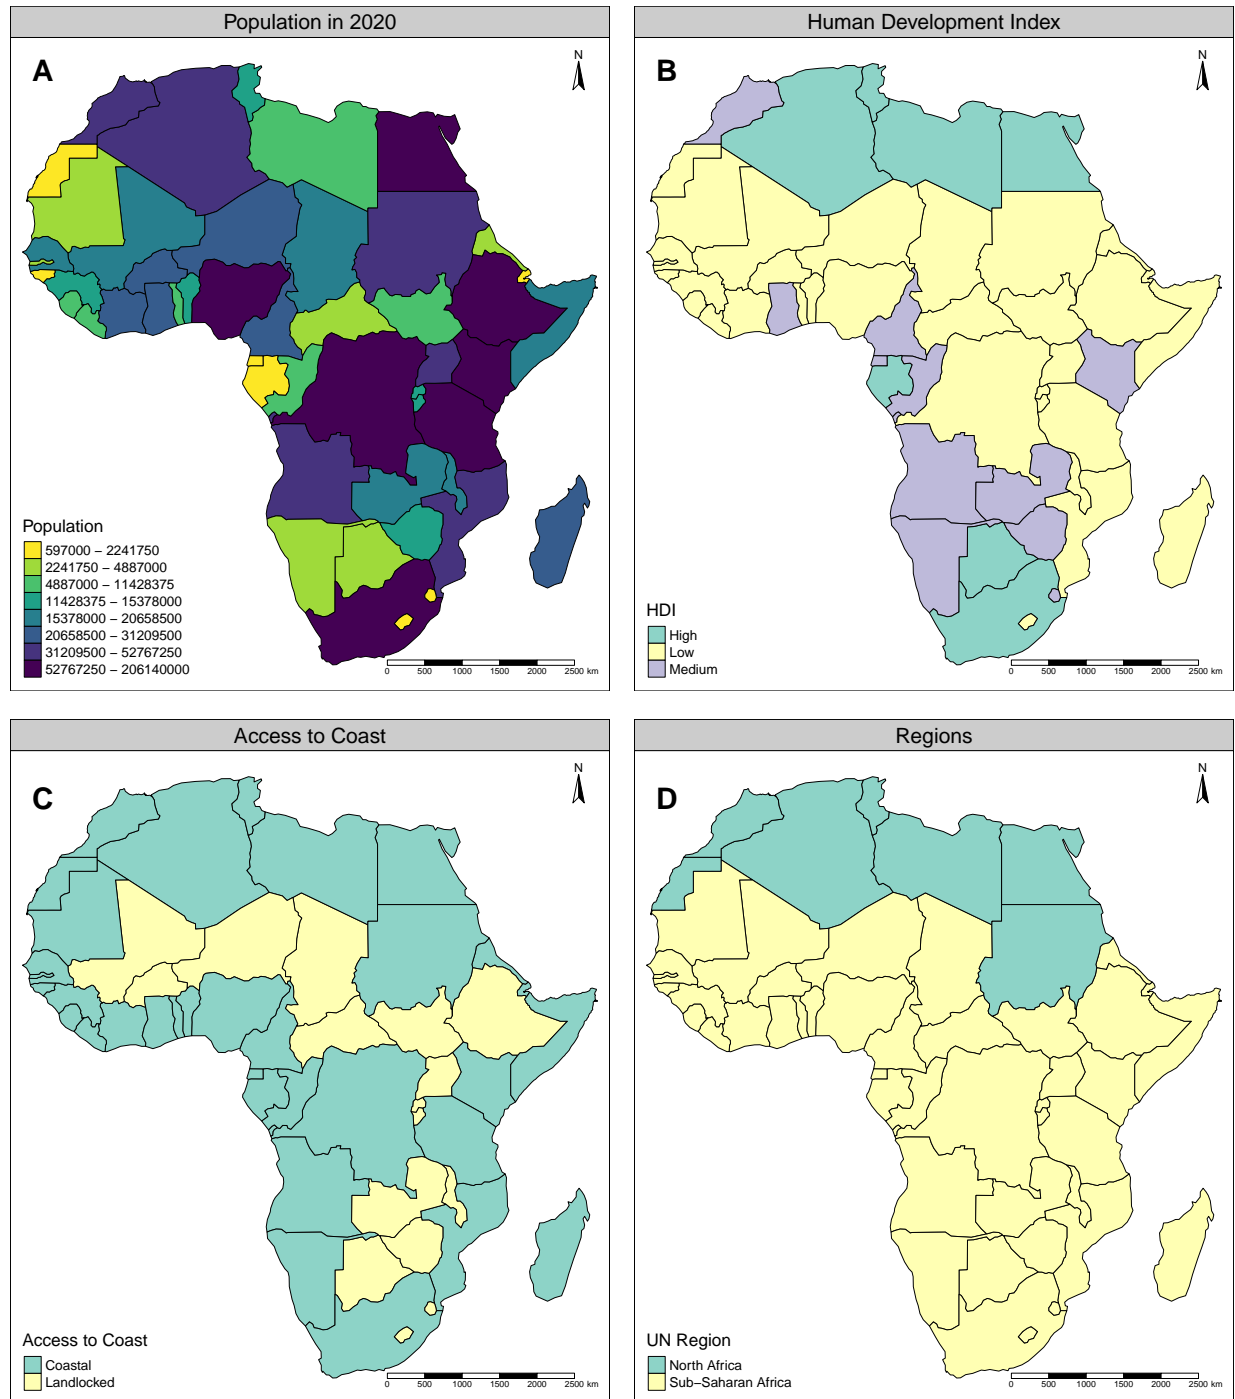 Population in 2020
A
N
Population
597000 − 2241750
2241750 − 4887000
4887000 − 11428375
11428375 − 15378000
15378000 − 20658500
20658500 − 31209500
31209500 − 52767250
52767250 − 206140000
0 500 1000 1500 2000 2500 km
Human Development Index
B
N
HDI
High
Low
Medium
0 500 1000 1500 2000 2500 km
Access to Coast
C
N
Access to Coast
Coastal
Landlocked
0 500 1000 1500 2000 2500 km
Regions
D
N
UN Region
North Africa
Sub−Saharan Africa
0 500 1000 1500 2000 2500 km